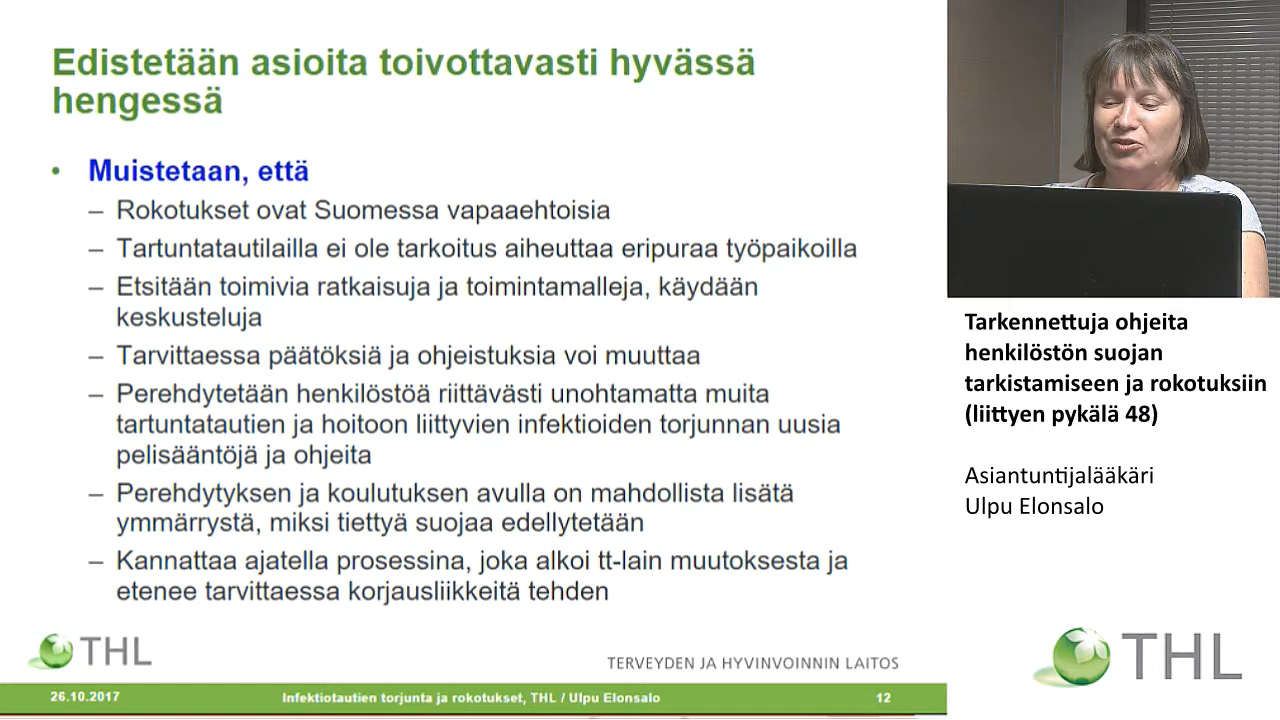 Edistetään asioita toivottavasti hyvässä
hengessä
• Muistetaan, että
– Rokotukset ovat Suomessa vapaaehtoisia
– Tartuntatautilailla ei ole tarkoitus aiheuttaa eripuraa työpaikoilla
– Etsitään toimivia ratkaisuja ja toimintamalleja, käydään
keskusteluja
– Tarvittaessa päätöksiä ja ohjeistuksia voi muuttaa
– Perehdytetään henkilöstöä riittävästi unohtamatta muita
tartuntatautien ja hoitoon liittyvien infektioiden torjunnan uusia
pelisääntöjä ja ohjeita
– Perehdytyksen ja koulutuksen avulla on mahdollista lisätä
ymmärrystä, miksi tiettyä suojaa edellytetään
– Kannattaa ajatella prosessina, joka alkoi tt-lain muutoksesta ja
etenee tarvittaessa korjausliikkeitä tehden
THL
TERVEYDEN JA HYVINVOINNIN LAITOS
26.10.2017
Infektiotautien torjunta ja rokotukset, THL / Ulpu Elonsalo
12
Tarkennettuja ohjeita
henkilöstön suojan
tarkistamiseen ja rokotuksiin
(liittyen pykälä 48)
Asiantuntijalääkäri
Ulpu Elonsalo
THL